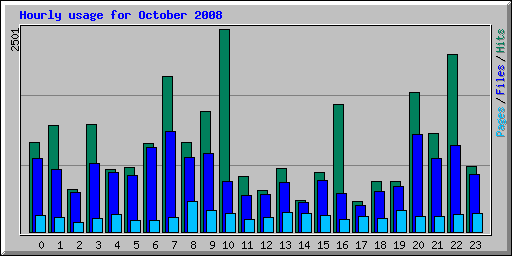 Hourly usage for October 2008
2501
Pages / Files / Hits
0 1 2 3 4 5 6 7 8 9 10 11 12 13 14 15 16 17 18 19 20 21 22 23